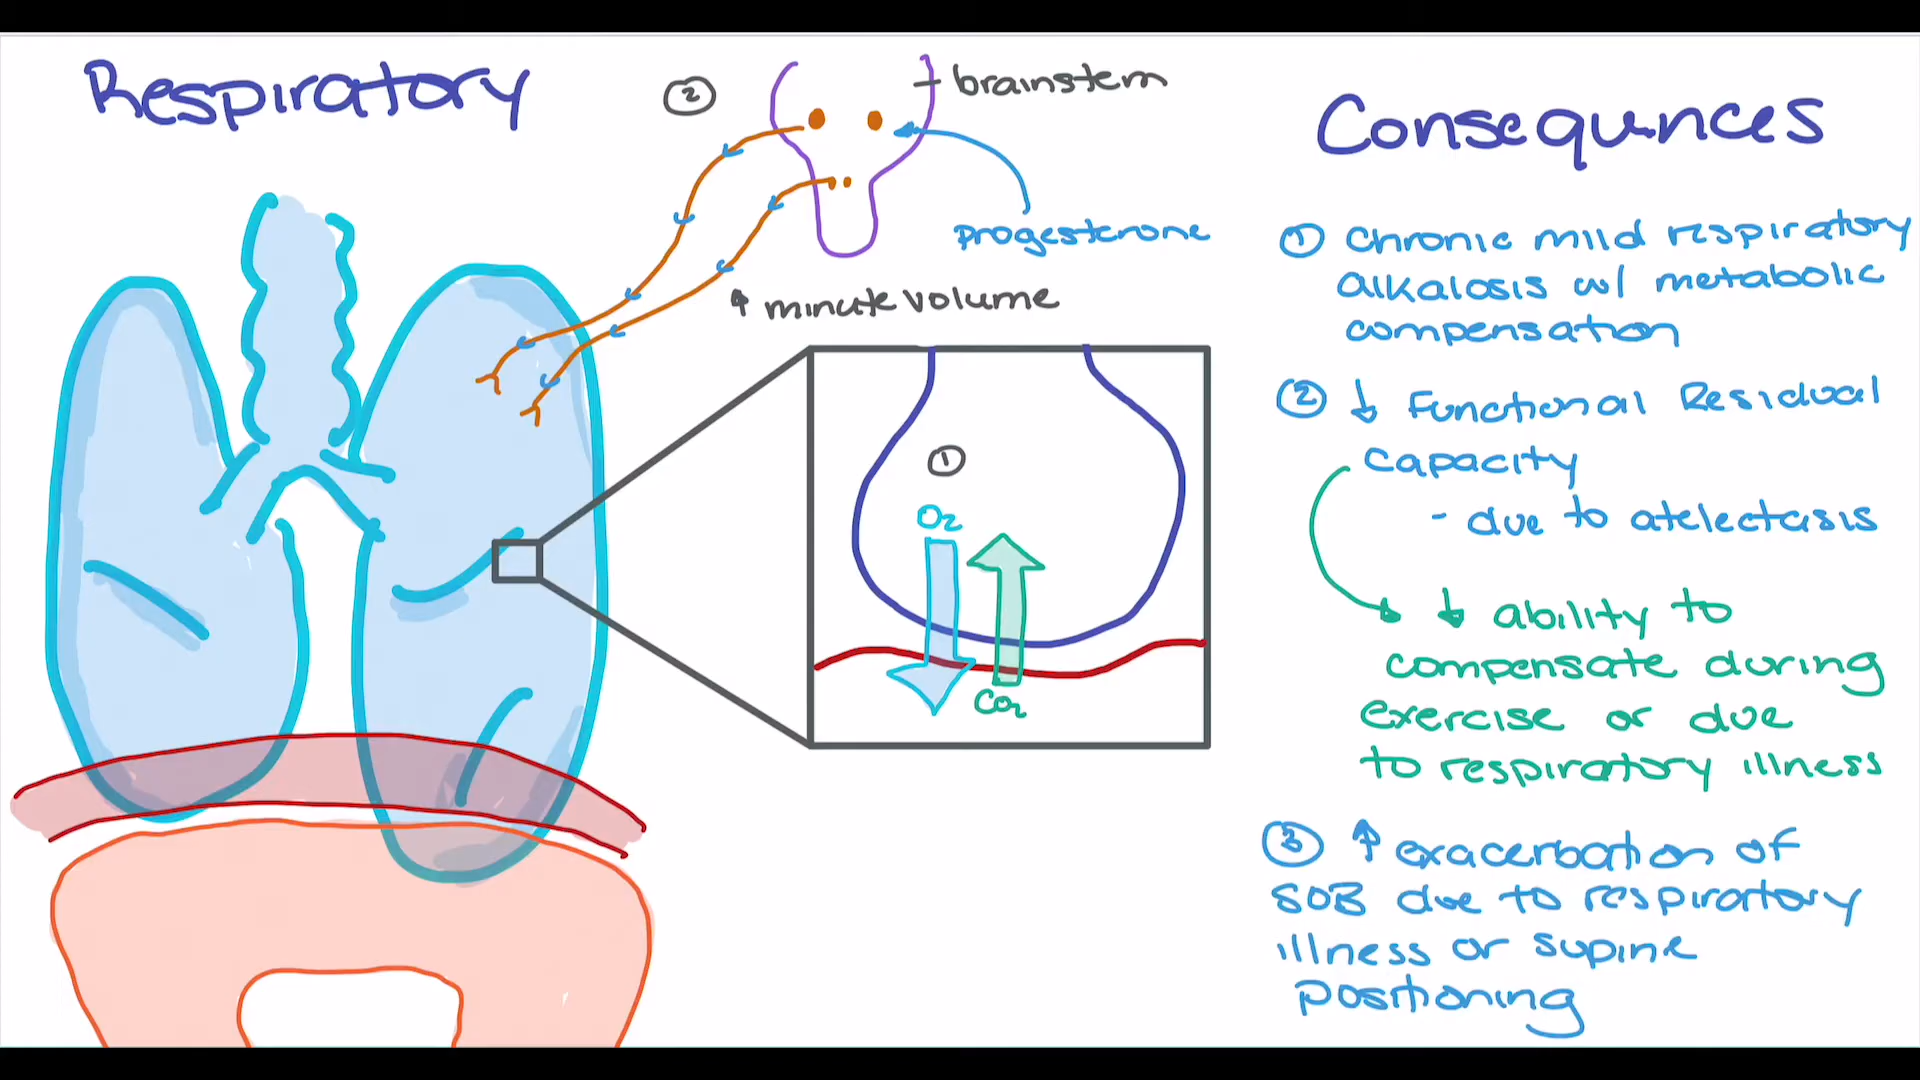 Respiratory
②
brainstem
progesterone
↑ minute volume
①
O₂
CO₂
Consequnces
① chronic mild respiratory
alkalosis w/ metabolic
compensation
② ↓ Functional Residual
capacity
- due to atelectasis
↓ ability to
compensate during
exercise or due
to respiratory illness
③ ↑ exacerbation of
SOB due to respiratory
illness or supine
positioning